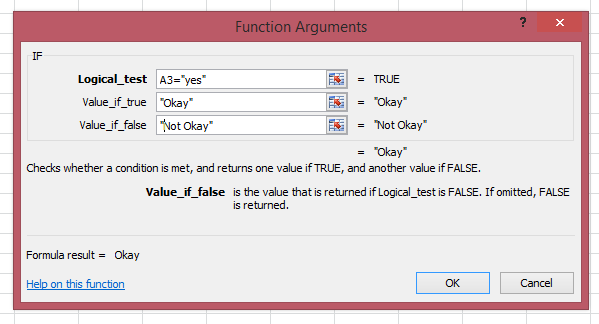 Function Arguments
? ×
IF
Logical_test A3="yes" = TRUE
Value_if_true "Okay" = "Okay"
Value_if_false "Not Okay" = "Not Okay"
= "Okay"
Checks whether a condition is met, and returns one value if TRUE, and another value if FALSE.
Value_if_false is the value that is returned if Logical_test is FALSE. If omitted, FALSE
is returned.
Formula result = Okay
Help on this function OK Cancel